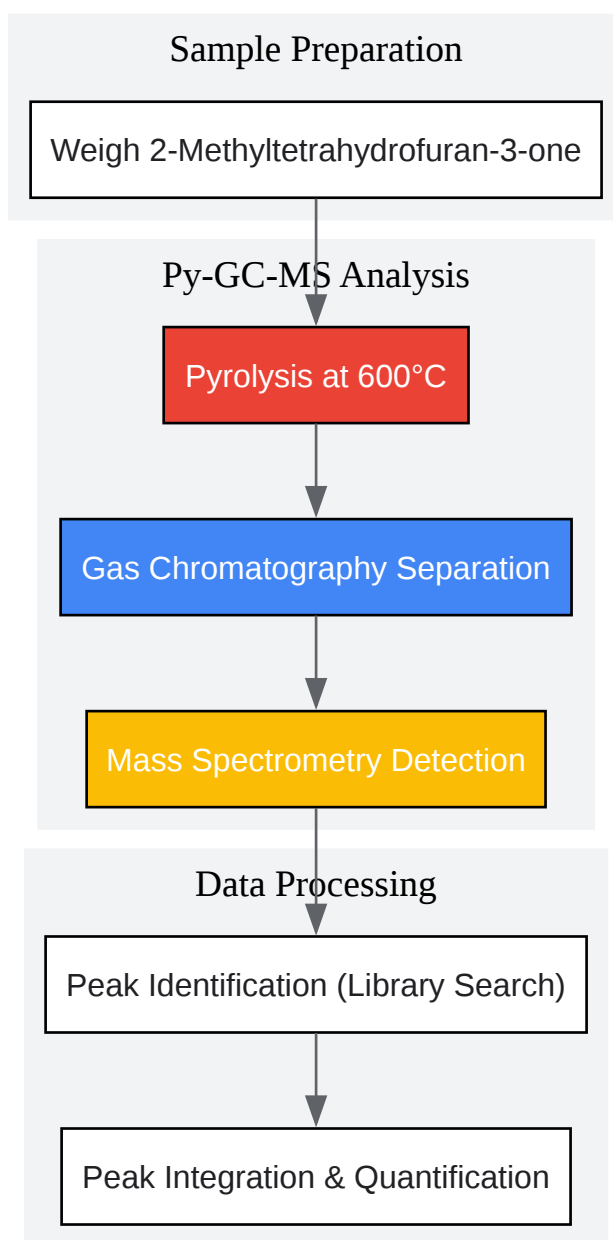 Sample Preparation
Weigh 2-Methyltetrahydrofuran-3-one
Py-GC-MS Analysis
Pyrolysis at 600°C
Gas Chromatography Separation
Mass Spectrometry Detection
Data Processing
Peak Identification (Library Search)
Peak Integration & Quantification